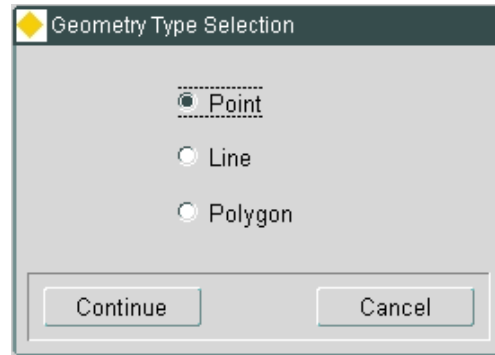 Geometry Type Selection
Point
Line
Polygon
Continue Cancel